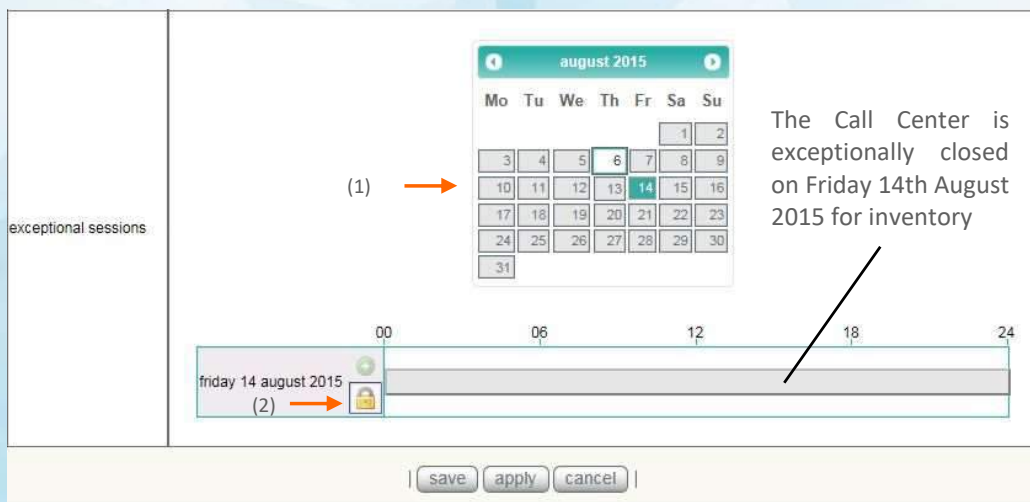 august 2015
Mo Tu We Th Fr Sa Su
1 2
3 4 5 6 7 8 9
(1) 10 11 12 13 14 15 16
17 18 19 20 21 22 23
24 25 26 27 28 29 30
31
The Call Center is
exceptionally closed
on Friday 14th August
2015 for inventory
exceptional sessions
00 06 12 18 24
friday 14 august 2015
(2)
| save apply cancel |